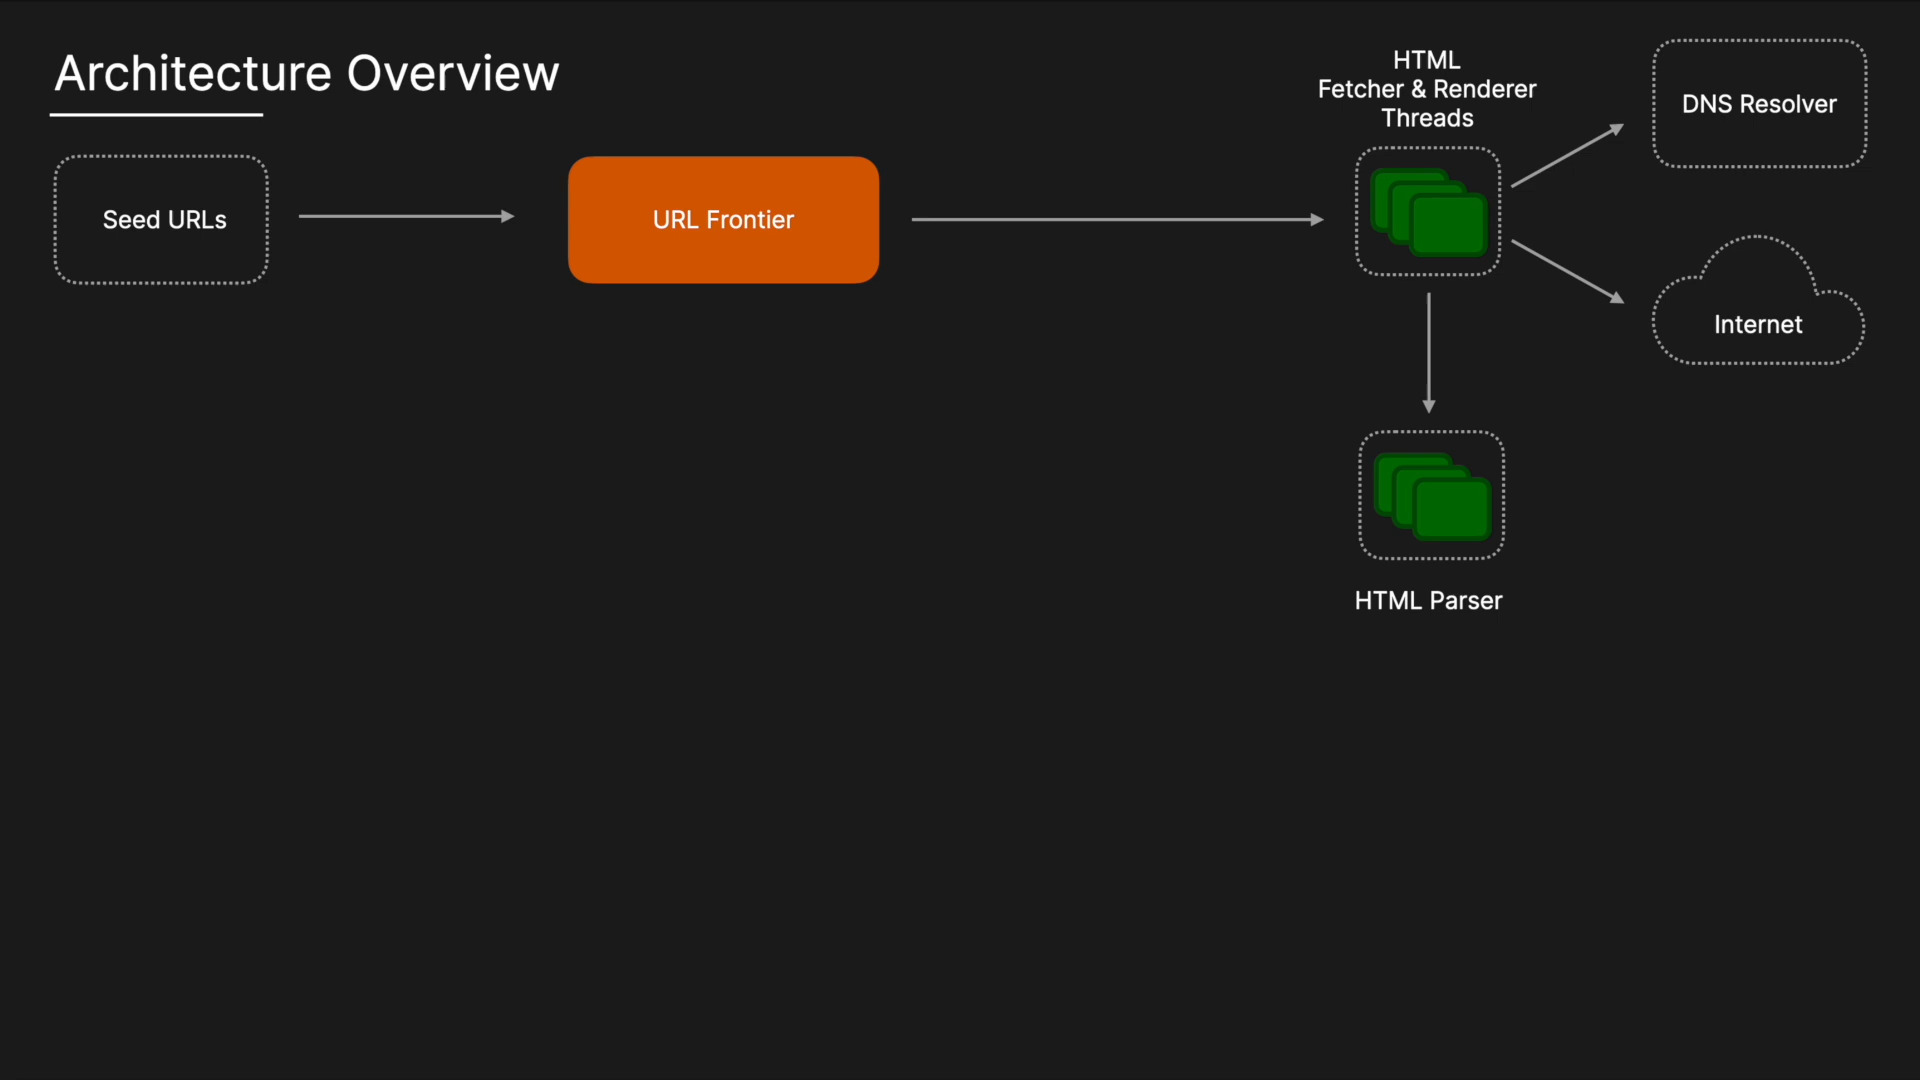 Architecture Overview
Seed URLs
URL Frontier
HTML
Fetcher & Renderer
Threads
DNS Resolver
Internet
HTML Parser